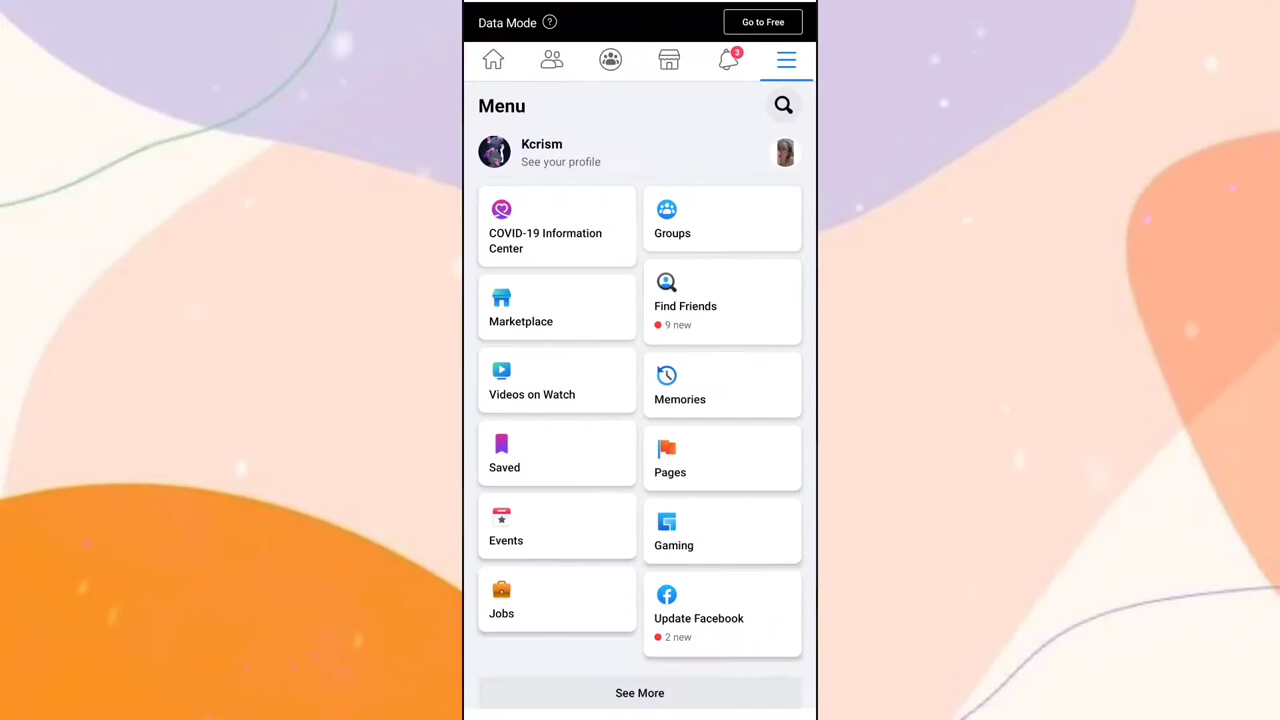 Data Mode ?
Go to Free
3
Menu
Kcrism
See your profile
COVID-19 Information
Center
Groups
Marketplace
Find Friends
9 new
Videos on Watch
Memories
Saved
Pages
Events
Gaming
Jobs
Update Facebook
2 new
See More